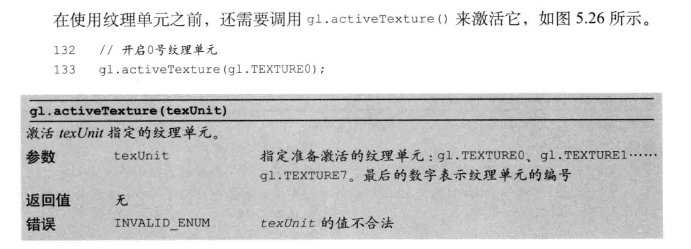 在使用纹理单元之前，还需要调用 gl.activeTexture() 来激活它，如图 5.26 所示。
132 // 开启0号纹理单元
133 gl.activeTexture(gl.TEXTURE0);
gl.activeTexture(texUnit)
激活 texUnit 指定的纹理单元。
参数 texUnit 指定准备激活的纹理单元：gl.TEXTURE0、gl.TEXTURE1……
gl.TEXTURE7。最后的数字表示纹理单元的编号
返回值 无
错误 INVALID_ENUM texUnit 的值不合法